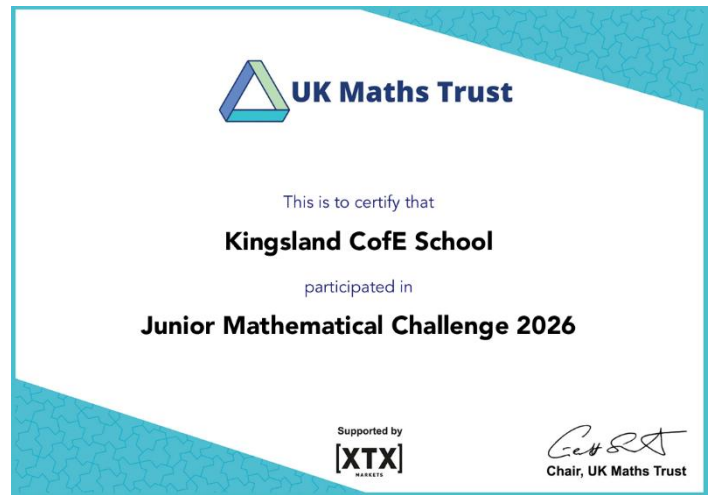 UK Maths Trust
This is to certify that
Kingsland CofE School
participated in
Junior Mathematical Challenge 2026
Supported by
[XTX]
MARKETS
Chair, UK Maths Trust